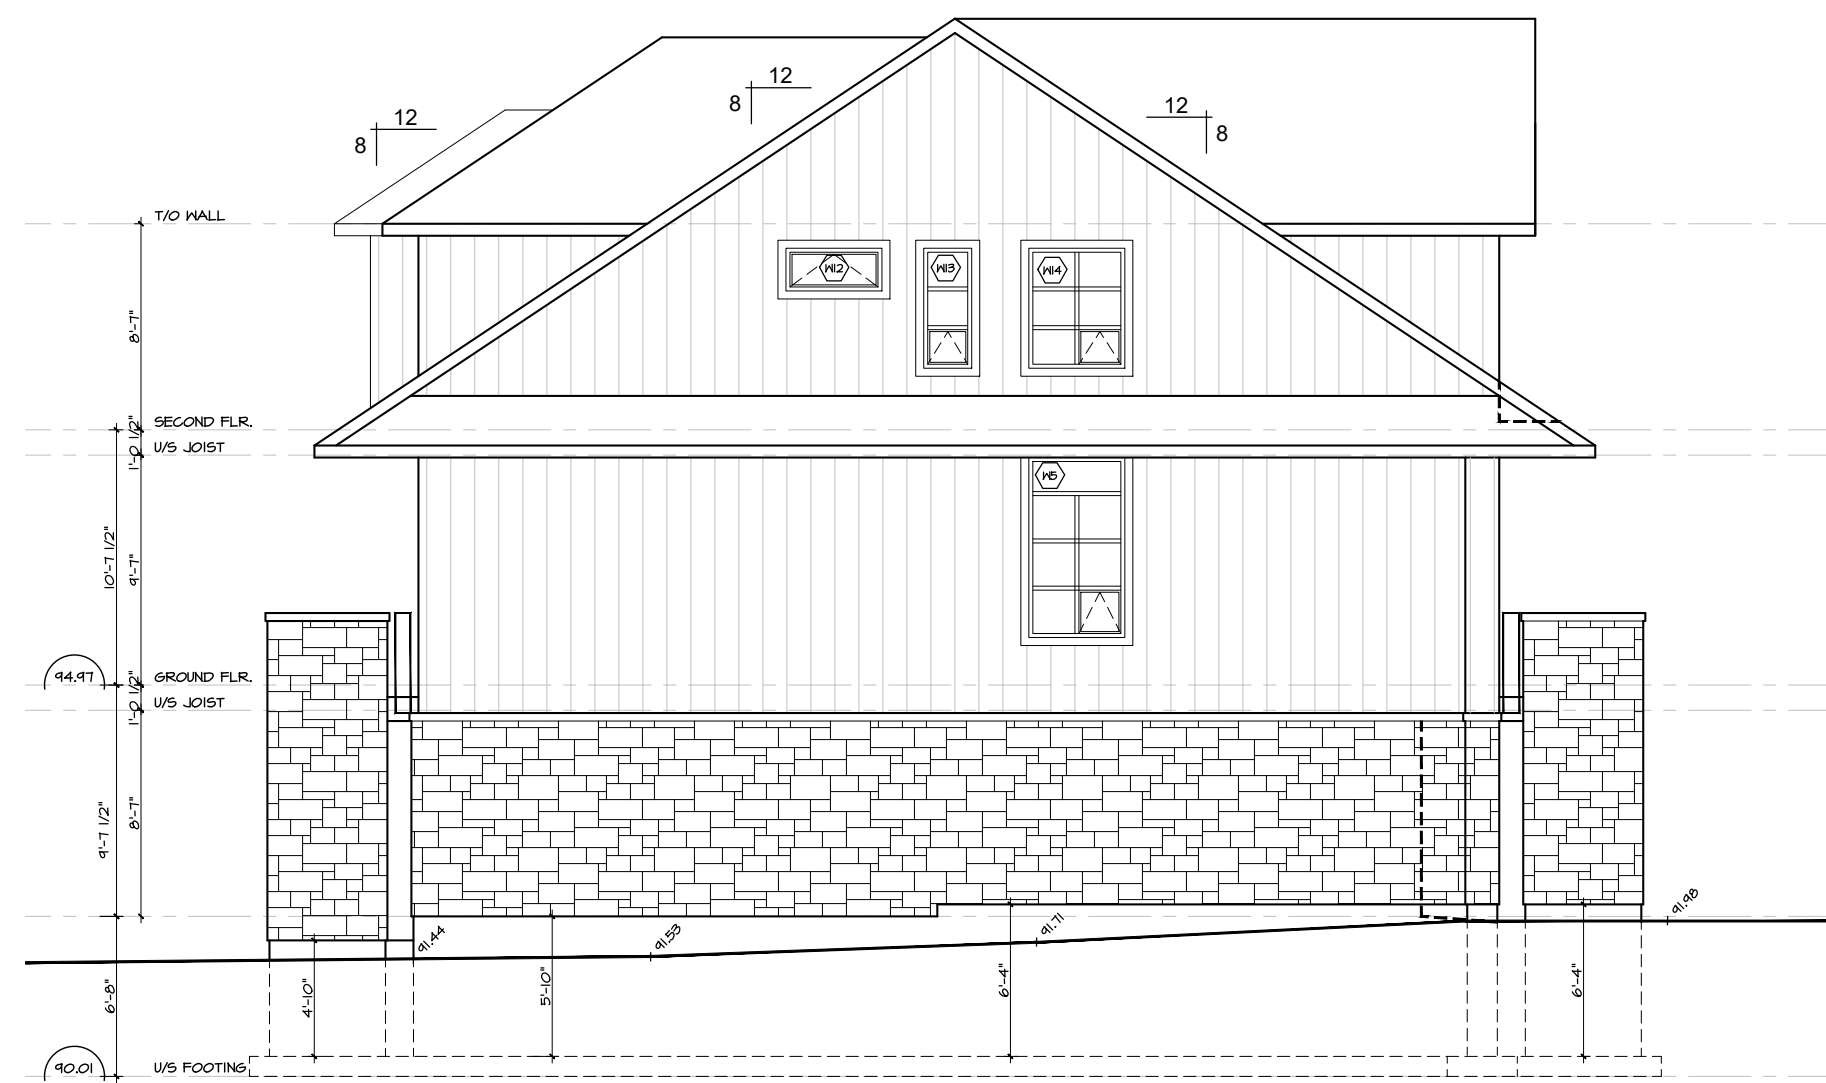 12
8
12
8
12
8
T/O WALL
W12
W13
W14
8'-7"
SECOND FLR.
1'-0 1/2"
U/S JOIST
W5
10'-7 1/2"
9'-7"
94.97
GROUND FLR.
1'-0 1/2"
U/S JOIST
9'-7 1/2"
8'-7"
91.44
91.53
91.71
91.98
6'-8"
4'-10"
5'-10"
6'-4"
6'-4"
90.01
U/S FOOTING